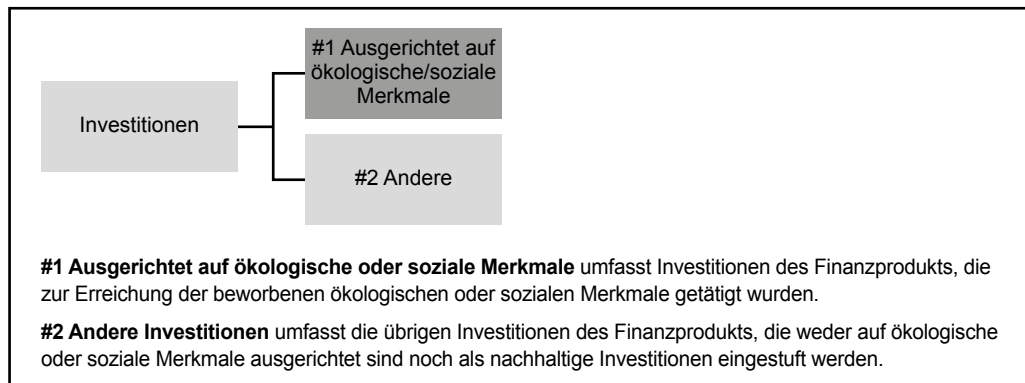 #1 Ausgerichtet auf
ökologische/soziale
Merkmale
Investitionen
#2 Andere
#1 Ausgerichtet auf ökologische oder soziale Merkmale umfasst Investitionen des Finanzprodukts, die
zur Erreichung der beworbenen ökologischen oder sozialen Merkmale getätigt wurden.
#2 Andere Investitionen umfasst die übrigen Investitionen des Finanzprodukts, die weder auf ökologische
oder soziale Merkmale ausgerichtet sind noch als nachhaltige Investitionen eingestuft werden.